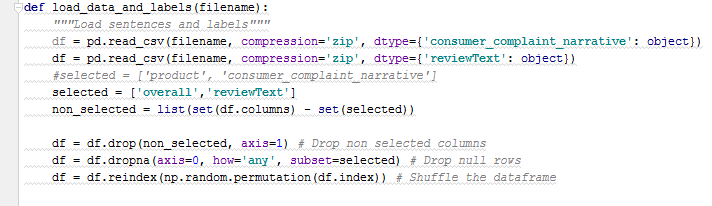 def load_data_and_labels(filename):
    """Load sentences and labels"""
    df = pd.read_csv(filename, compression='zip', dtype={'consumer_complaint_narrative': object})
    df = pd.read_csv(filename, compression='zip', dtype={'reviewText': object})
    #selected = ['product', 'consumer_complaint_narrative']
    selected = ['overall','reviewText']
    non_selected = list(set(df.columns) - set(selected))

    df = df.drop(non_selected, axis=1) # Drop non selected columns
    df = df.dropna(axis=0, how='any', subset=selected) # Drop null rows
    df = df.reindex(np.random.permutation(df.index)) # Shuffle the dataframe